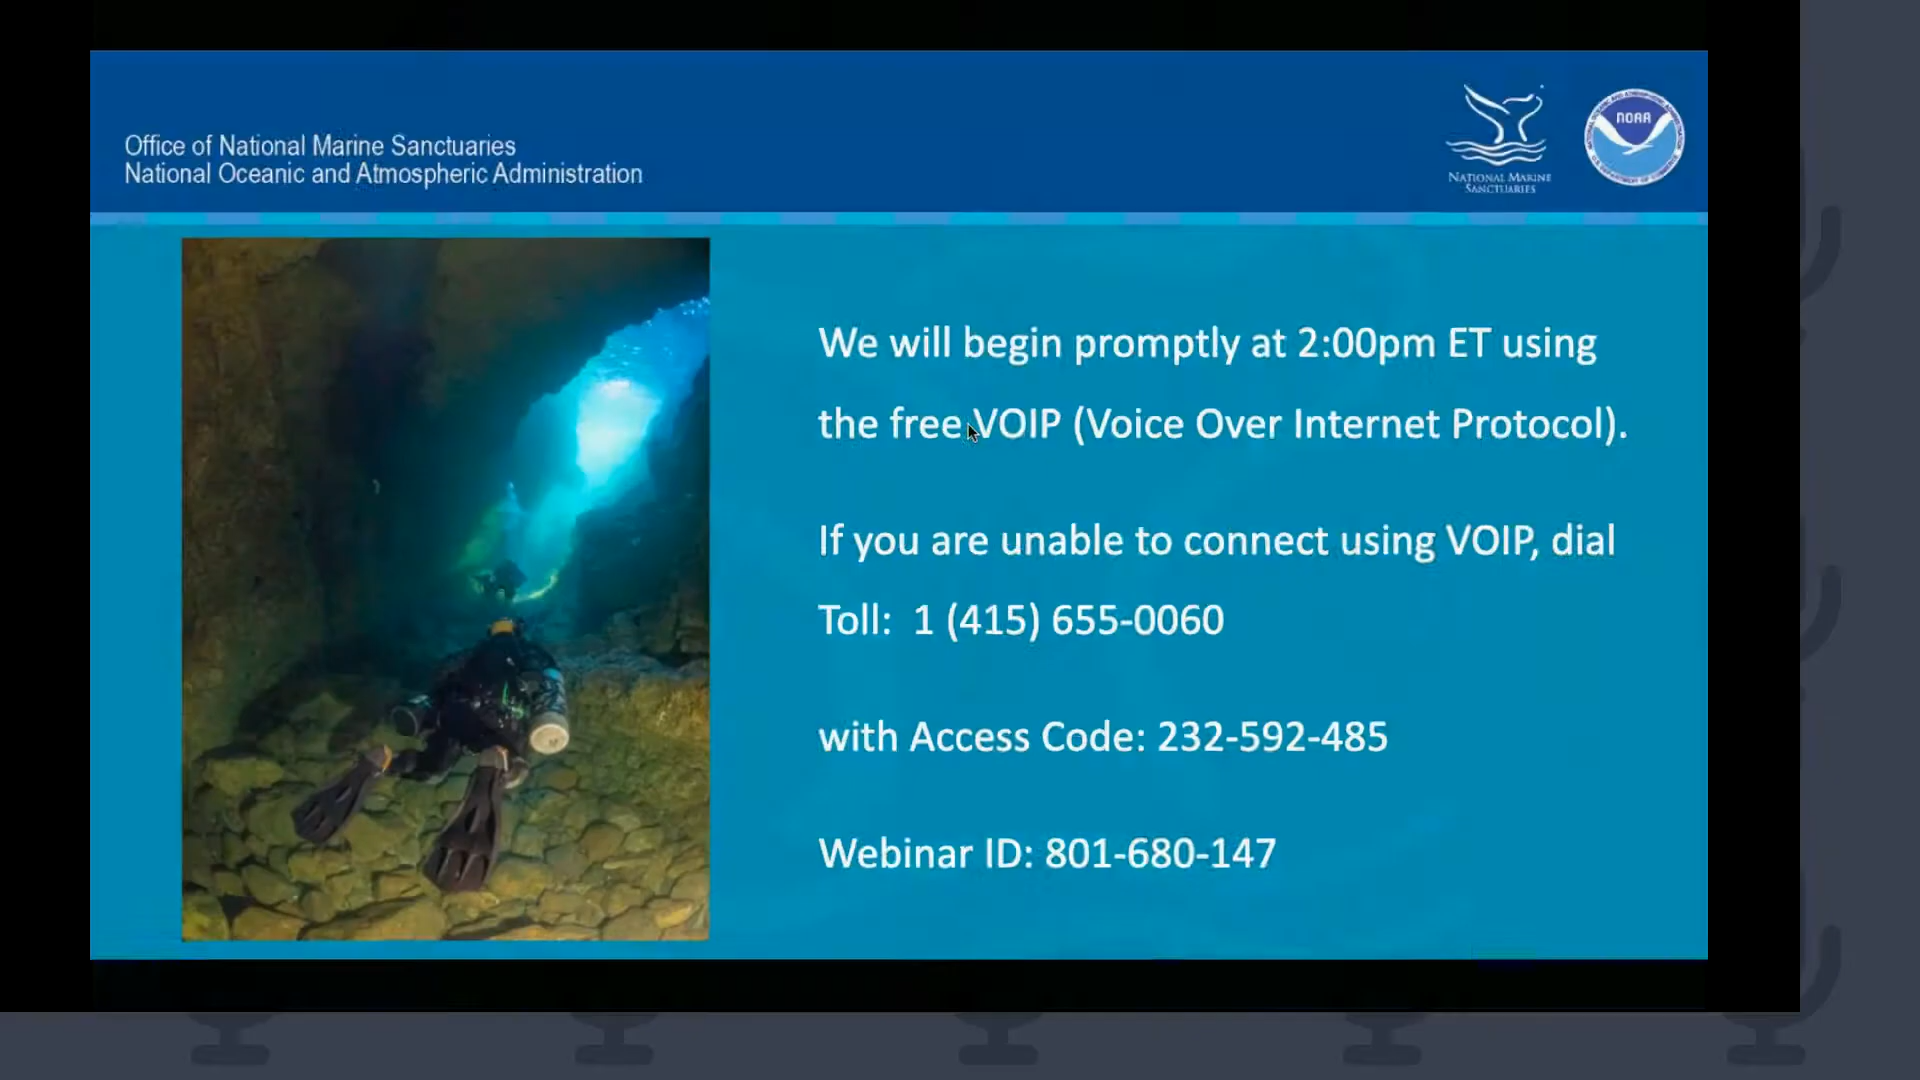 Office of National Marine Sanctuaries
National Oceanic and Atmospheric Administration
NATIONAL MARINE
SANCTUARIES
NOAA
We will begin promptly at 2:00pm ET using
the free VOIP (Voice Over Internet Protocol).
If you are unable to connect using VOIP, dial
Toll: 1 (415) 655-0060
with Access Code: 232-592-485
Webinar ID: 801-680-147